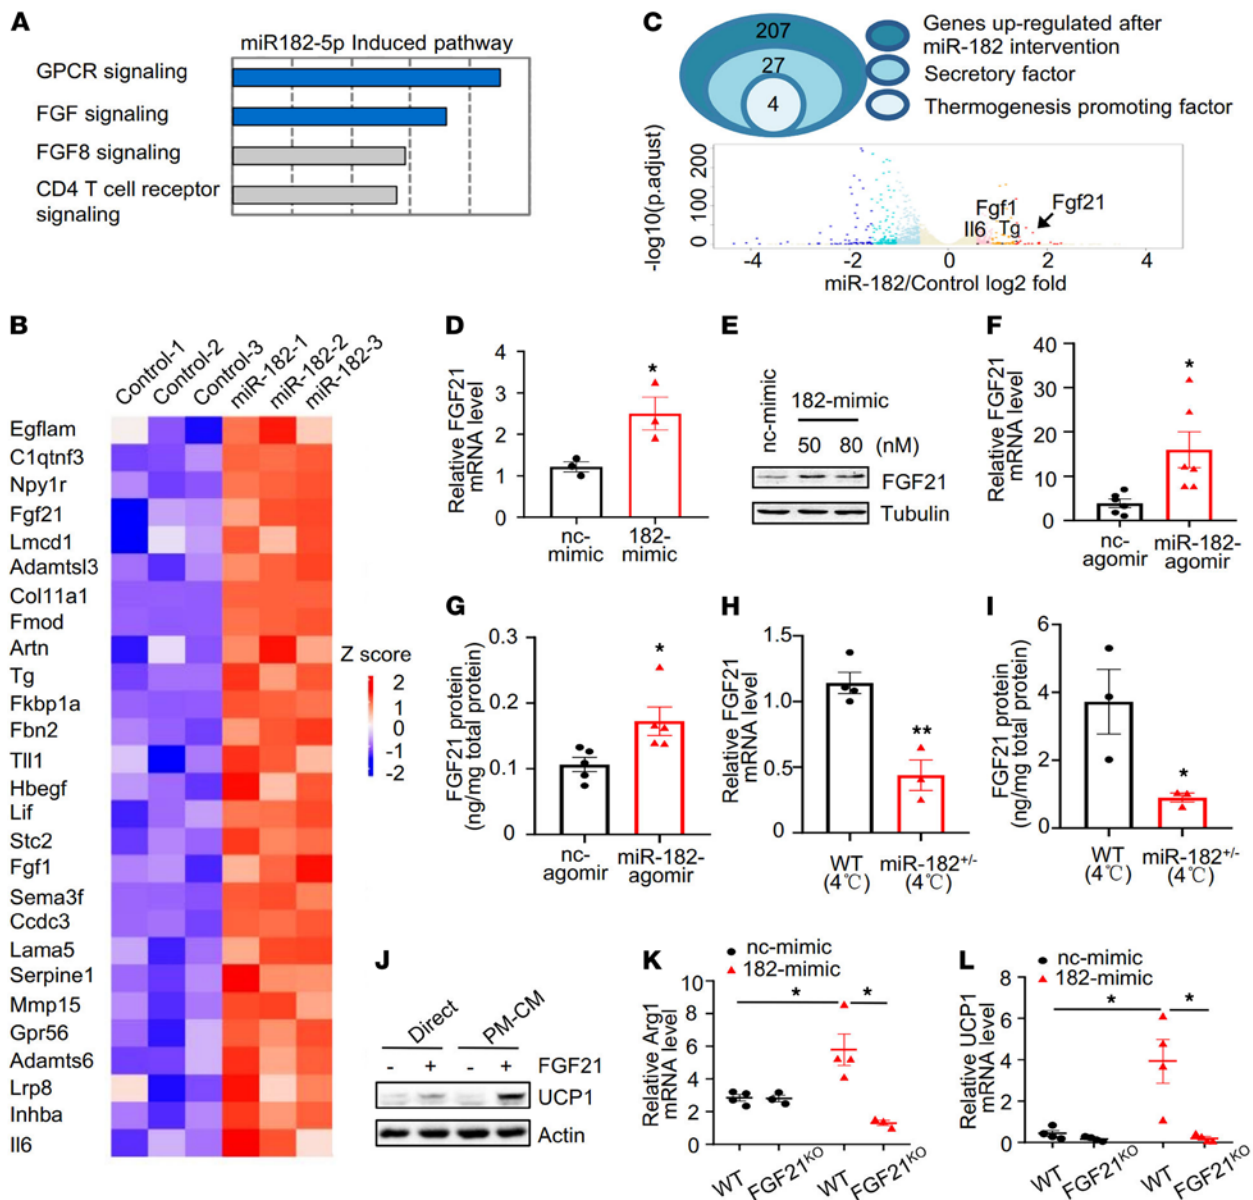 A
miR182-5p Induced pathway
GPCR signaling
FGF signaling
FGF8 signaling
CD4 T cell receptor
signaling
C
207
27
4
Genes up-regulated after
miR-182 intervention
Secretory factor
Thermogenesis promoting factor
-log10(p.adjust)
200
100
0
Fgf1
Il6
Tg
Fgf21
-4
-2
0
2
4
miR-182/Control log2 fold
B
Control-1
Control-2
Control-3
miR-182-1
miR-182-2
miR-182-3
Egflam
C1qtnf3
Npy1r
Fgf21
Lmcd1
Adamtsl3
Col11a1
Fmod
Artn
Tg
Fkbp1a
Fbn2
Tll1
Hbegf
Lif
Stc2
Fgf1
Sema3f
Ccdc3
Lama5
Serpine1
Mmp15
Gpr56
Adamts6
Lrp8
Inhba
Il6
Z score
2
1
0
-1
-2
D
Relative FGF21
mRNA level
4
3
2
1
0
*
nc-
mimic
182-
mimic
E
nc-mimic
182-mimic
50
80
(nM)
FGF21
Tubulin
F
Relative FGF21
mRNA level
40
30
20
10
0
*
nc-
agomir
miR-182-
agomir
G
FGF21 protein
(ng/mg total protein)
0.3
0.2
0.1
0
*
nc-
agomir
miR-182-
agomir
H
Relative FGF21
mRNA level
1.5
1.0
0.5
0
**
WT
(4℃)
miR-182+/-
(4℃)
I
FGF21 protein
(ng/mg total protein)
6
4
2
0
*
WT
(4℃)
miR-182+/-
(4℃)
J
Direct
PM-CM
- + - + FGF21
UCP1
Actin
K
nc-mimic
182-mimic
Relative Arg1
mRNA level
10
8
6
4
2
0
*
*
WT
FGF21KO
WT
FGF21KO
L
nc-mimic
182-mimic
Relative UCP1
mRNA level
8
6
4
2
0
*
*
WT
FGF21KO
WT
FGF21KO